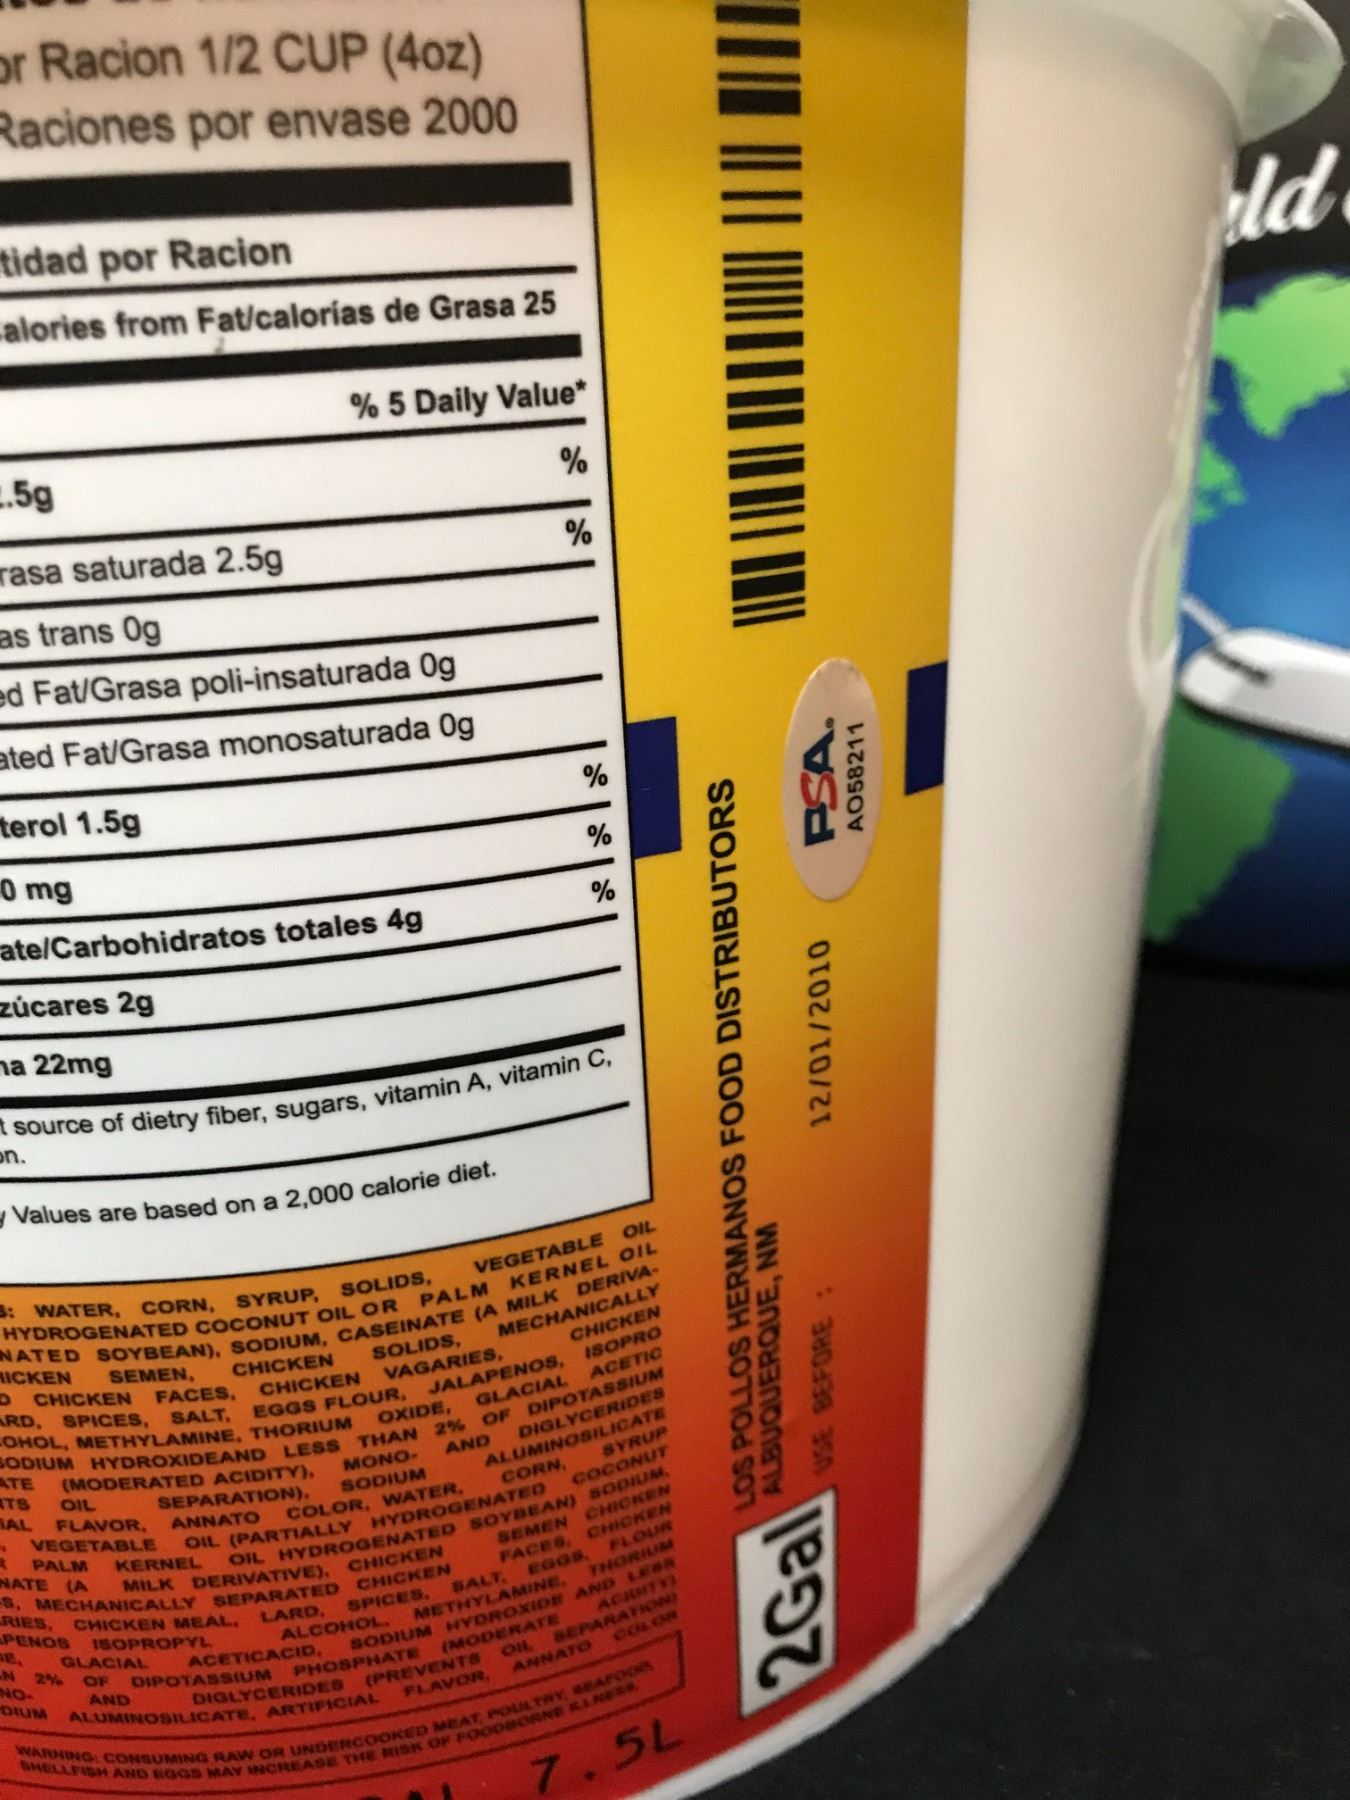 or Racion 1/2 CUP (4oz)
Raciones por envase 2000
tidad por Racion
alories from Fat/calorías de Grasa 25
% 5 Daily Value*
.5g %
rasa saturada 2.5g %
as trans 0g
ed Fat/Grasa poli-insaturada 0g
ated Fat/Grasa monosaturada 0g
terol 1.5g %
0 mg %
ate/Carbohidratos totales 4g %
zúcares 2g
na 22mg
t source of dietry fiber, sugars, vitamin A, vitamin C,
on.
y Values are based on a 2,000 calorie diet.
: WATER, CORN, SYRUP, SOLIDS, VEGETABLE OIL
HYDROGENATED COCONUT OIL OR PALM KERNEL OIL
NATED SOYBEAN), SODIUM, CASEINATE (A MILK DERIVA-
HICKEN SEMEN, CHICKEN SOLIDS, MECHANICALLY
D CHICKEN FACES, CHICKEN VAGARIES, CHICKEN
ARD, SPICES, SALT, EGGS FLOUR, JALAPENOS, ISOPRO
COHOL, METHYLAMINE, THORIUM OXIDE, GLACIAL ACETIC
SODIUM HYDROXIDEAND LESS THAN 2% OF DIPOTASSIUM
ATE (MODERATED ACIDITY), MONO- AND DIGLYCERIDES
TS OIL SEPARATION), SODIUM ALUMINOSILICATE
IAL FLAVOR, ANNATO COLOR, WATER, CORN, SYRUP
, VEGETABLE OIL (PARTIALLY HYDROGENATED COCONUT
R PALM KERNEL OIL HYDROGENATED SOYBEAN) SODIUM,
NATE (A MILK DERIVATIVE), CHICKEN SEMEN CHICKEN
S, MECHANICALLY SEPARATED CHICKEN FACES, CHICKEN
RIES, CHICKEN MEAL, LARD, SPICES, SALT, EGGS, FLOUR
PENOS ISOPROPYL ALCOHOL, METHYLAMINE, THORIUM
E, GLACIAL ACETICACID, SODIUM HYDROXIDE AND LESS
N 2% OF DIPOTASSIUM PHOSPHATE (MODERATE ACIDITY)
NO- AND DIGLYCERIDES (PREVENTS OIL SEPARATION)
DIUM ALUMINOSILICATE, ARTIFICIAL FLAVOR, ANNATO COLOR
WARNING: CONSUMING RAW OR UNDERCOOKED MEAT, POULTRY, SEAFOOD,
SHELLFISH AND EGGS MAY INCREASE THE RISK OF FOODBORNE ILLNESS.
AL 7.5L
2Gal
LOS POLLOS HERMANOS FOOD DISTRIBUTORS
ALBUQUERQUE, NM
USE BEFORE : 12/01/2010
PSA®
AO58211
ld